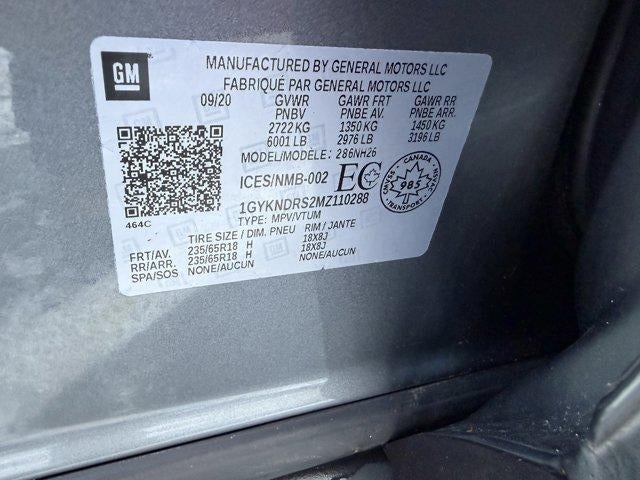 GM
MANUFACTURED BY GENERAL MOTORS LLC
FABRIQUÉ PAR GENERAL MOTORS LLC
09/20 GVWR GAWR FRT GAWR RR
PNBV PNBE AV. PNBE ARR.
2722 KG 1350 KG 1450 KG
6001 LB 2976 LB 3196 LB
MODEL/MODÈLE: 286NH26
ICES/NMB-002 EC
CANADA
985
1GYKNDRS2MZ110288
464C
TYPE: MPV/VTUM
TIRE SIZE / DIM. PNEU RIM / JANTE
FRT/AV. 235/65R18 H 18X8J
RR/ARR. 235/65R18 H 18X8J
SPA/SOS NONE/AUCUN NONE/AUCUN